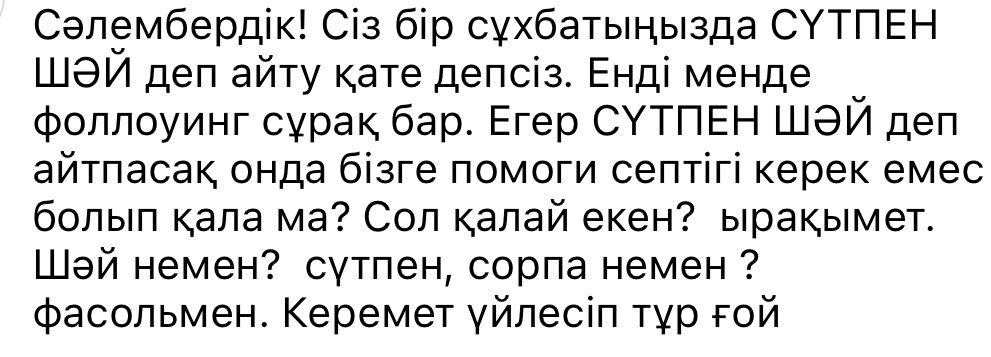 Сәлембердік! Сіз бір сұхбатыңызда СҮТПЕН
ШӘЙ деп айту қате депсіз. Енді менде
фоллоуинг сұрақ бар. Егер СҮТПЕН ШӘЙ деп
айтпасақ онда бізге помоги септігі керек емес
болып қала ма? Сол қалай екен?  ырақымет.
Шәй немен?  сүтпен, сорпа немен ?
фасольмен. Керемет үйлесіп тұр ғой